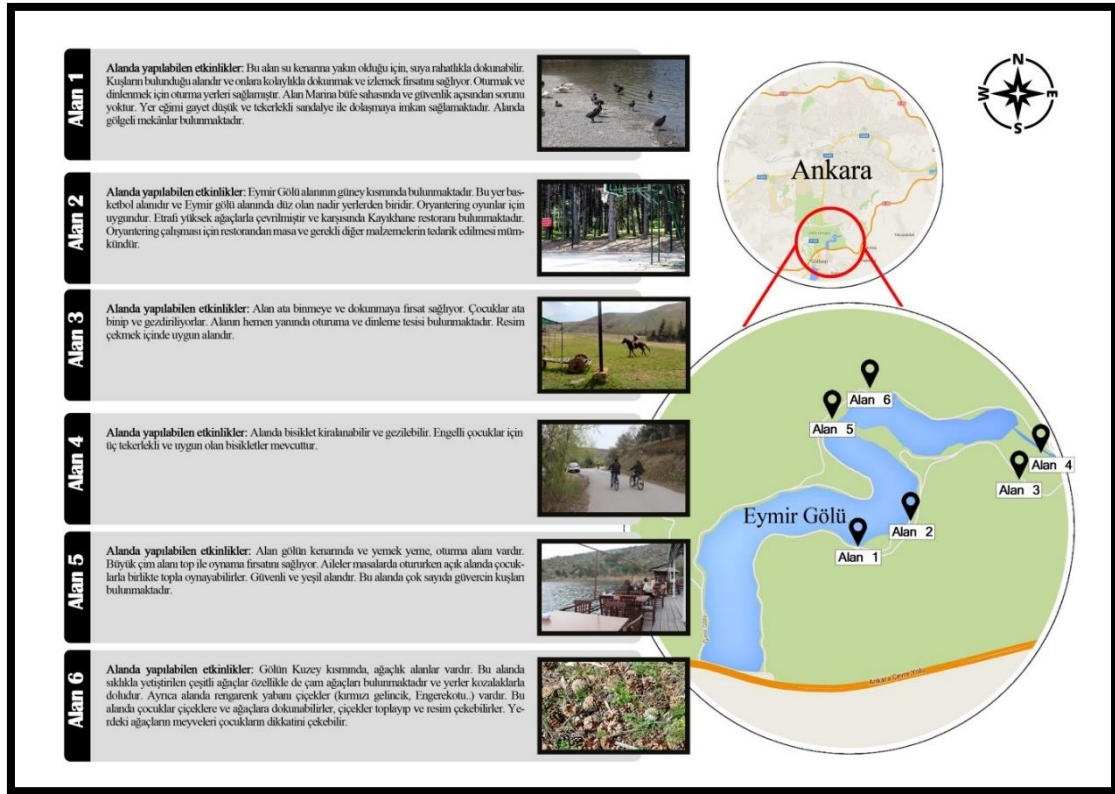 Alan 1
Alanda yapılabilen etkinlikler: Bu alan su kenarına yakın olduğu için, suya rahatlıkla dokunabilir.
Kuşların bulunduğu alandır ve onlara kolaylıkla dokunmak ve izlemek fırsatını sağlıyor. Oturmak ve
dinlenmek için oturma yerleri sağlamıştır. Alan Marina büfe sahasında ve güvenlik açısından sorunu
yoktur. Yer eğimi gayet düşük ve tekerlekli sandalye ile dolaşmaya imkan sağlamaktadır. Alanda
gölgeli mekânlar bulunmaktadır.
Alan 2
Alanda yapılabilen etkinlikler: Eymir Gölü alanının güney kısmında bulunmaktadır. Bu yer bas-
ketbol alanıdır ve Eymir gölü alanında düz olan nadir yerlerden biridir. Oryantering oyunlar için
uygundur. Etrafi yüksek ağaçlarla çevrilmiştir ve karşısında Kayıkhane restoranı bulunmaktadır.
Oryantering çalışması için restorandan masa ve gerekli diğer malzemelerin tedarik edilmesi müm-
kündür.
Alan 3
Alanda yapılabilen etkinlikler: Alan ata binmeye ve dokunmaya fırsat sağlıyor. Çocuklar ata
binip ve gezdiriliyorlar. Alanın hemen yanında oturuma ve dinleme tesisi bulunmaktadır. Resim
çekmek içinde uygun alandır.
Alan 4
Alanda yapılabilen etkinlikler: Alanda bisiklet kiralanabilir ve gezilebilir. Engelli çocuklar için
üç tekerlekli ve uygun olan bisikletler mevcuttur.
Alan 5
Alanda yapılabilen etkinlikler: Alan gölün kenarında ve yemek yeme, oturma alanı vardır.
Büyük çim alanı top ile oynama fırsatını sağlıyor. Aileler masalarda otururken açık alanda çocuk-
larla birlikte topla oynayabilirler. Güvenli ve yeşil alandır. Bu alanda çok sayıda güvercin kuşları
bulunmaktadır.
Alan 6
Alanda yapılabilen etkinlikler: Gölün Kuzey kısmında, ağaçlık alanlar vardır. Bu alanda
sıklıkla yetiştirilen çeşitli ağaçlar özellikle de çam ağaçları bulunmaktadır ve yerler kozalaklarla
doludur. Ayrıca alanda rengarenk yabanı çiçekler (kırmızı gelincik, Engerekotu..) vardır. Bu
alanda çocuklar çiçeklere ve ağaçlara dokunabilirler, çiçekler toplayıp ve resim çekebilirler. Ye-
rdeki ağaçların meyveleri çocukların dikkatini çekebilir.
N
W
E
S
Ankara
Alan 6
Alan 5
Alan 4
Alan 3
Eymir Gölü
Alan 2
Alan 1
Ankara Çevre Yolu